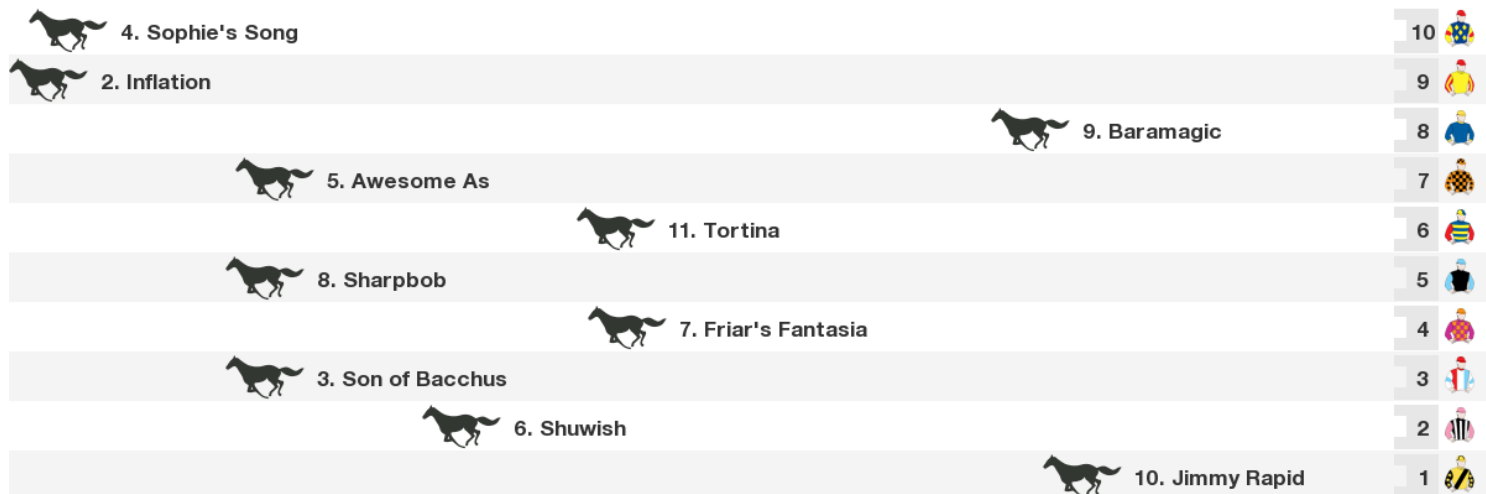 4. Sophie's Song 10
2. Inflation 9
9. Baramagic 8
5. Awesome As 7
11. Tortina 6
8. Sharpbob 5
7. Friar's Fantasia 4
3. Son of Bacchus 3
6. Shuwish 2
10. Jimmy Rapid 1